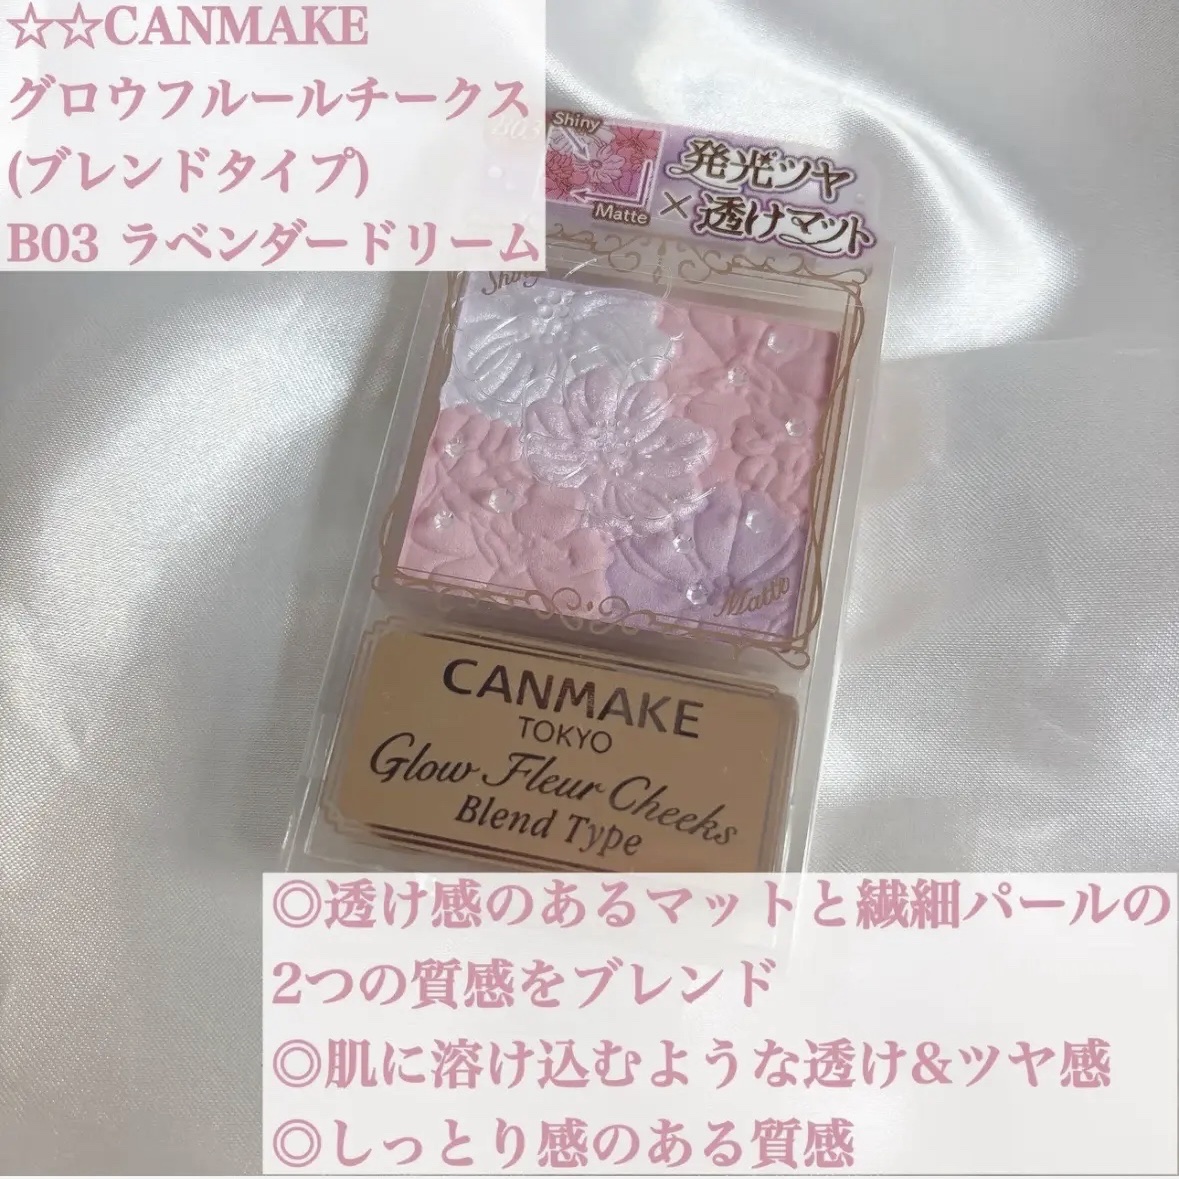 ☆☆CANMAKE
グロウフルールチークス
(ブレンドタイプ)
B03 ラベンダードリーム
B03
Shiny
Matte
発光ツヤ
×透けマット
Shiny
Matte
CANMAKE
TOKYO
Glow Fleur Cheeks
Blend Type
◎透け感のあるマットと繊細パールの
2つの質感をブレンド
◎肌に溶け込むような透け&ツヤ感
◎しっとり感のある質感